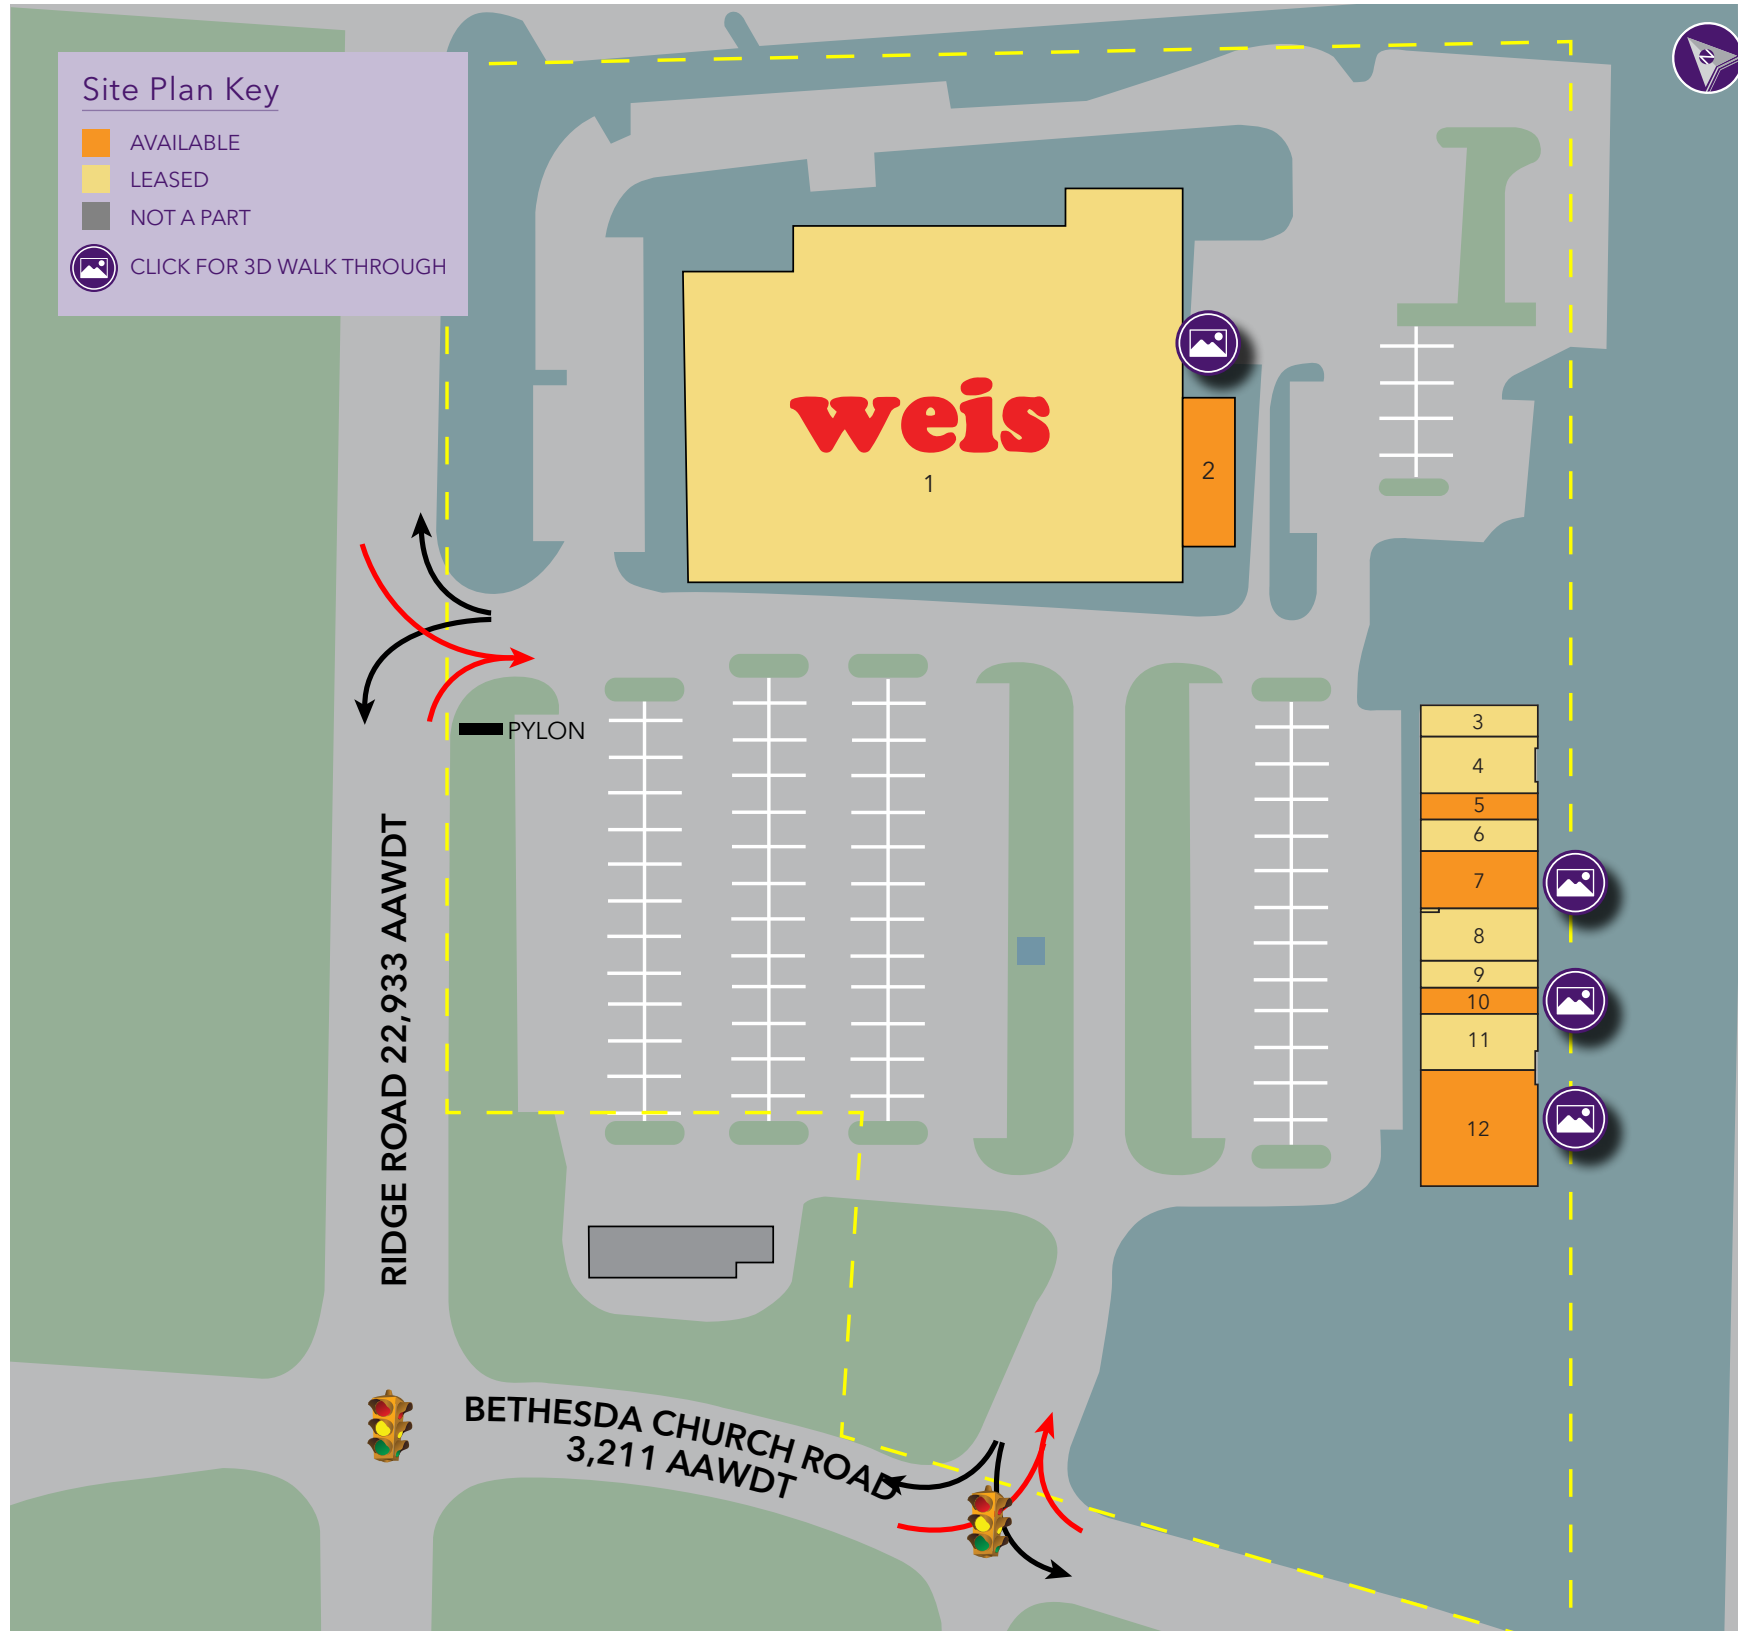 Site Plan Key
AVAILABLE
LEASED
NOT A PART
CLICK FOR 3D WALK THROUGH
N
weis
1
2
PYLON
3
4
5
6
7
8
9
10
11
12
RIDGE ROAD 22,933 AAWDT
BETHESDA CHURCH ROAD
3,211 AAWDT